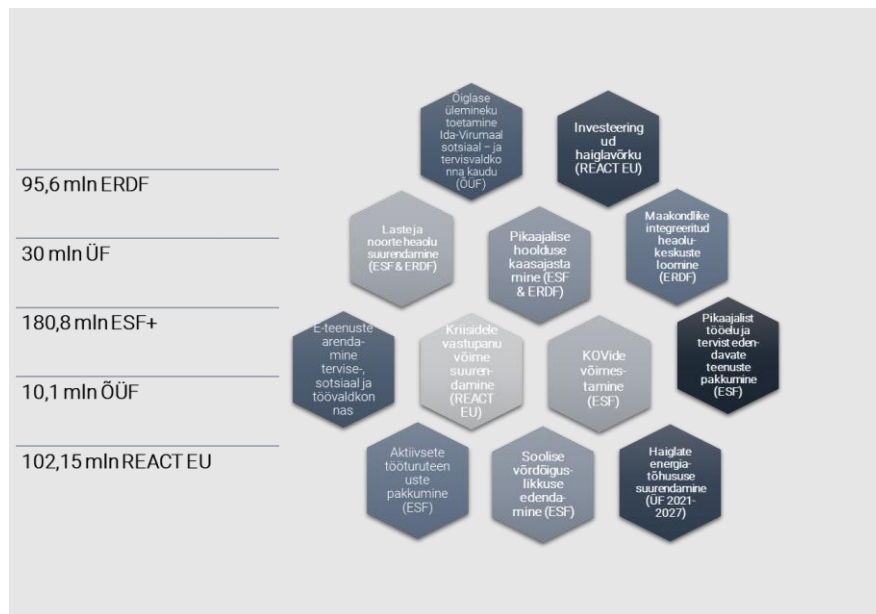 95,6 mln ERDF
30 mln ÜF
180,8 mln ESF+
10,1 mln ÕÜF
102,15 mln REACT EU
Õiglase
ülemineku
toetamine
Ida-Virumaal
sotsiaal – ja
tervisvaldko
nna kaudu
(ÕÜF)
Investeering
ud
haiglavõrku
(REACT EU)
Laste ja
noorte heaolu
suurendamine
(ESF & ERDF)
Pikaajalise
hoolduse
kaasajasta
mine (ESF
& ERDF)
Maakondlike
integreeritud
heaolu-
keskuste
loomine
(ERDF)
E-teenuste
arenda-
mine
tervise-,
sotsiaal ja
töövaldkon
nas
Kriisidele
vastupanu
võime
suuren-
damine
(REACT
EU)
KOVide
võimes-
tamine
(ESF)
Pikaajalist
tööelu ja
tervist eden-
davate
teenuste
pakkumine
(ESF)
Aktiivsete
tööturuteen
uste
pakkumine
(ESF)
Soolise
võrdõigus-
likkuse
edenda-
mine (ESF)
Haiglate
energia-
tõhususe
suurendamine
(ÜF 2021-
2027)